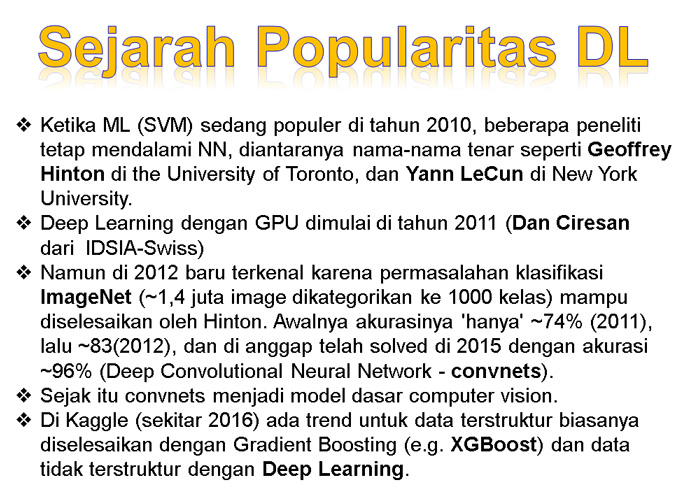 Sejarah Popularitas DL
❖ Ketika ML (SVM) sedang populer di tahun 2010, beberapa peneliti
tetap mendalami NN, diantaranya nama-nama tenar seperti Geoffrey
Hinton di the University of Toronto, dan Yann LeCun di New York
University.
❖ Deep Learning dengan GPU dimulai di tahun 2011 (Dan Ciresan
dari IDSIA-Swiss)
❖ Namun di 2012 baru terkenal karena permasalahan klasifikasi
ImageNet (~1,4 juta image dikategorikan ke 1000 kelas) mampu
diselesaikan oleh Hinton. Awalnya akurasinya 'hanya' ~74% (2011),
lalu ~83(2012), dan di anggap telah solved di 2015 dengan akurasi
~96% (Deep Convolutional Neural Network - convnets).
❖ Sejak itu convnets menjadi model dasar computer vision.
❖ Di Kaggle (sekitar 2016) ada trend untuk data terstruktur biasanya
diselesaikan dengan Gradient Boosting (e.g. XGBoost) dan data
tidak terstruktur dengan Deep Learning.